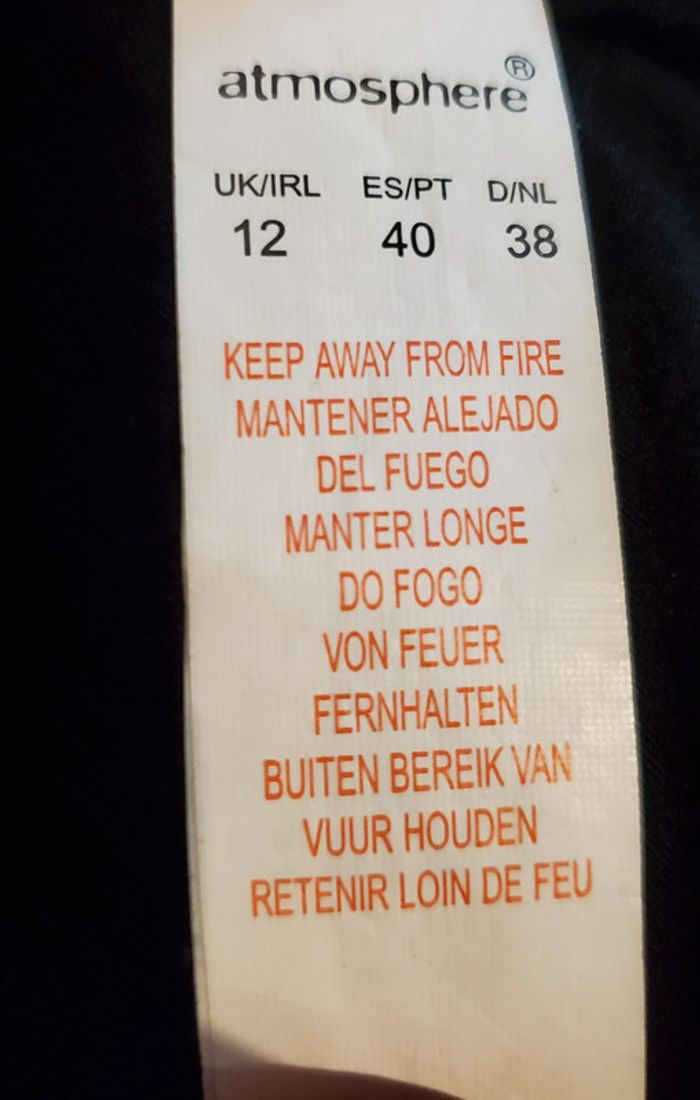 atmosphere®
UK/IRL ES/PT D/NL
12 40 38
KEEP AWAY FROM FIRE
MANTENER ALEJADO
DEL FUEGO
MANTER LONGE
DO FOGO
VON FEUER
FERNHALTEN
BUITEN BEREIK VAN
VUUR HOUDEN
RETENIR LOIN DE FEU